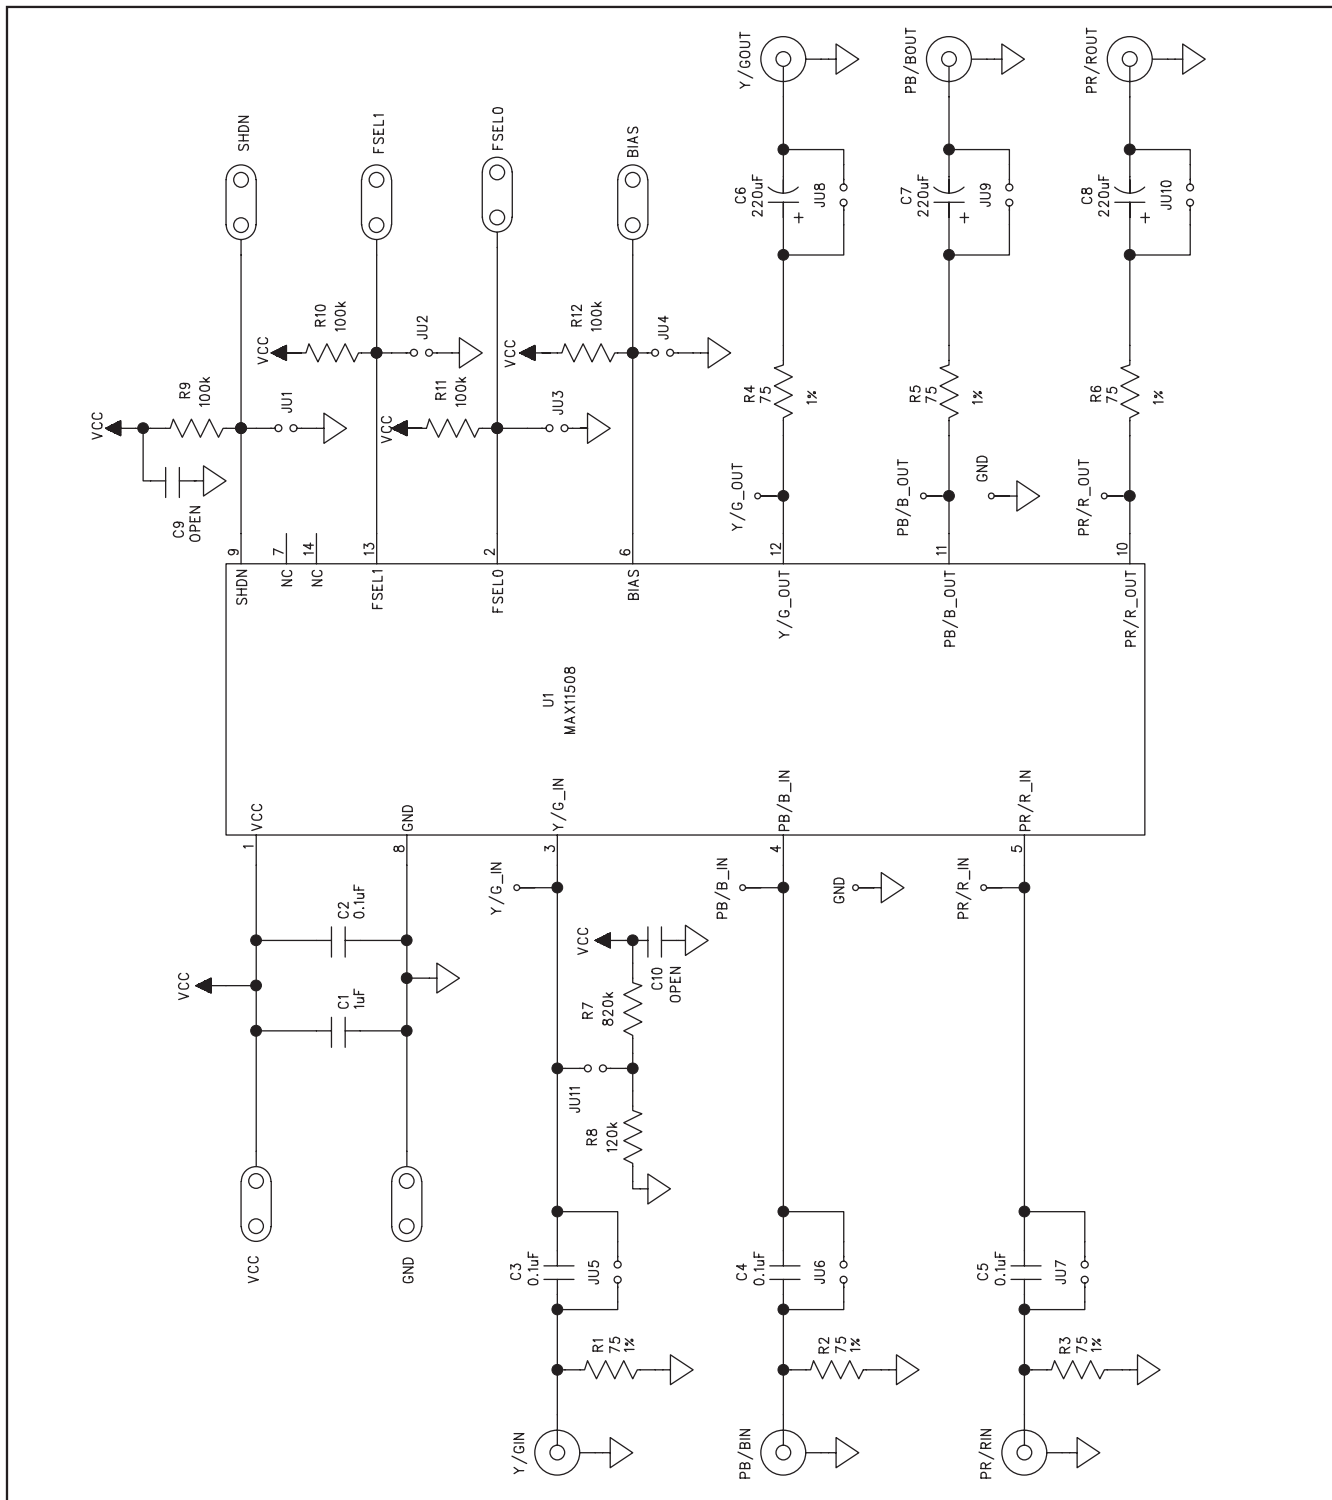 Y/GOUT
PB/BOUT
PR/ROUT
SHDN
FSEL1
FSEL0
BIAS
C6
220uF
+
JU8
C7
220uF
+
JU9
C8
220uF
+
JU10
VCC
R10
100k
JU2
VCC
R12
100k
JU4
VCC
R9
100k
JU1
VCC
R11
100k
JU3
R4
75
1%
R5
75
1%
R6
75
1%
C9
OPEN
Y/G_OUT
PB/B_OUT
GND
PR/R_OUT
9
7
14
13
2
6
12
11
10
SHDN
NC
NC
FSEL1
FSEL0
BIAS
Y/G_OUT
PB/B_OUT
PR/R_OUT
U1
MAX11508
VCC
GND
Y/G_IN
PB/B_IN
PR/R_IN
1
8
3
4
5
Y/G_IN
PB/B_IN
GND
PR/R_IN
VCC
C2
0.1uF
C1
1uF
VCC
C10
OPEN
R7
820k
JU11
R8
120k
VCC
GND
C3
0.1uF
JU5
C4
0.1uF
JU6
C5
0.1uF
JU7
R1
75
1%
R2
75
1%
R3
75
1%
Y/GIN
PB/BIN
PR/RIN